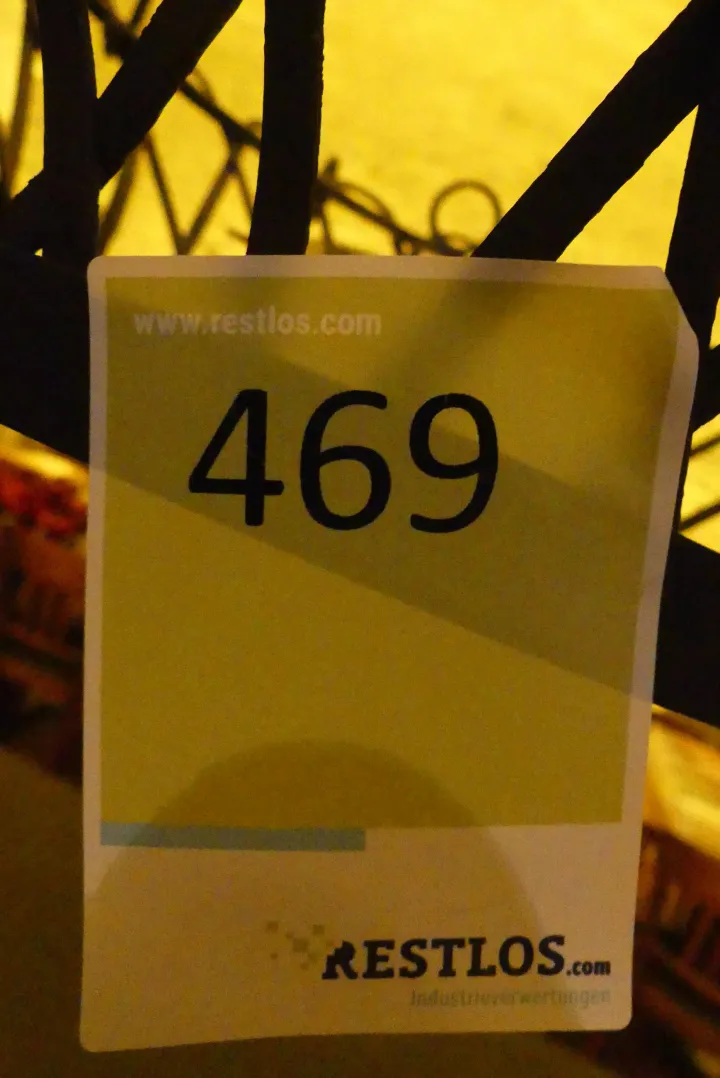 www.restlos.com
469
RESTLOS.com
Industrieverwertungen